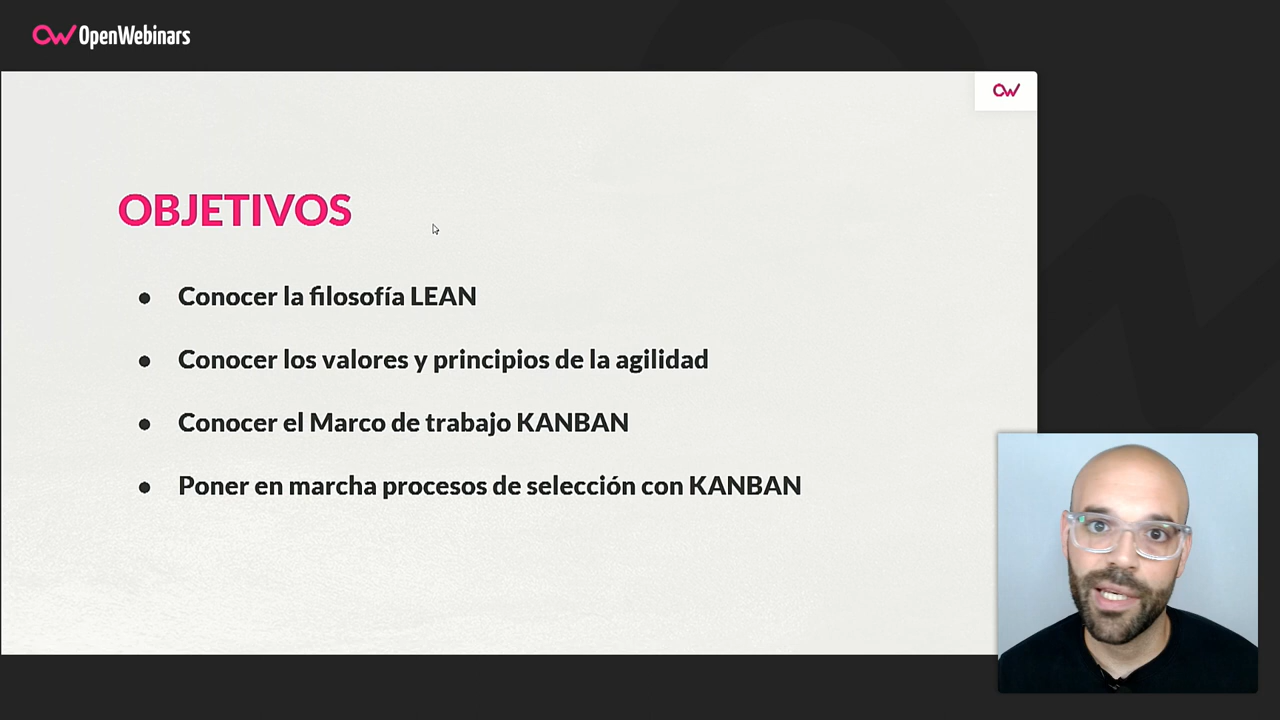 OpenWebinars
OBJETIVOS
● Conocer la filosofía LEAN
● Conocer los valores y principios de la agilidad
● Conocer el Marco de trabajo KANBAN
● Poner en marcha procesos de selección con KANBAN